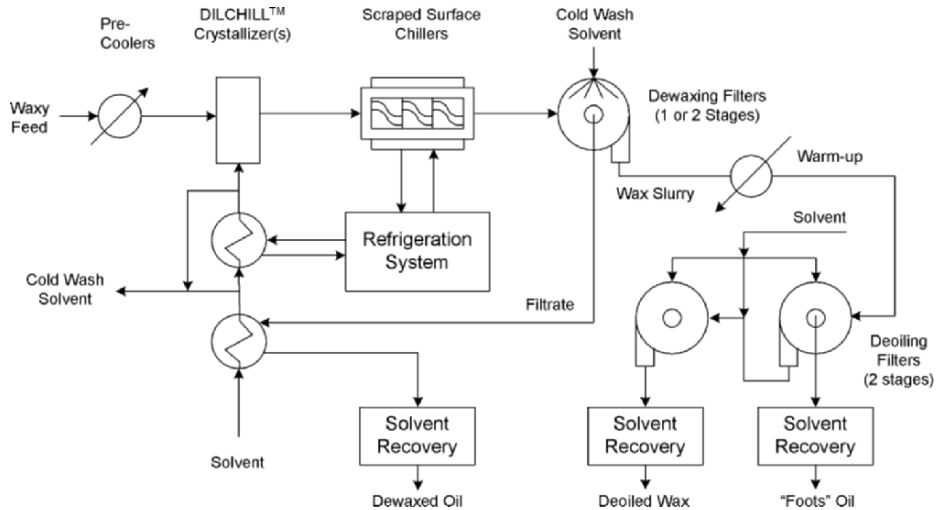 Pre-
Coolers
DILCHILL™
Crystallizer(s)
Scraped Surface
Chillers
Cold Wash
Solvent
Waxy
Feed
Dewaxing Filters
(1 or 2 Stages)
Warm-up
Wax Slurry
Solvent
Refrigeration
System
Cold Wash
Solvent
Filtrate
Deoiling
Filters
(2 stages)
Solvent
Solvent
Recovery
Solvent
Recovery
Solvent
Recovery
Dewaxed Oil
Deoiled Wax
"Foots" Oil